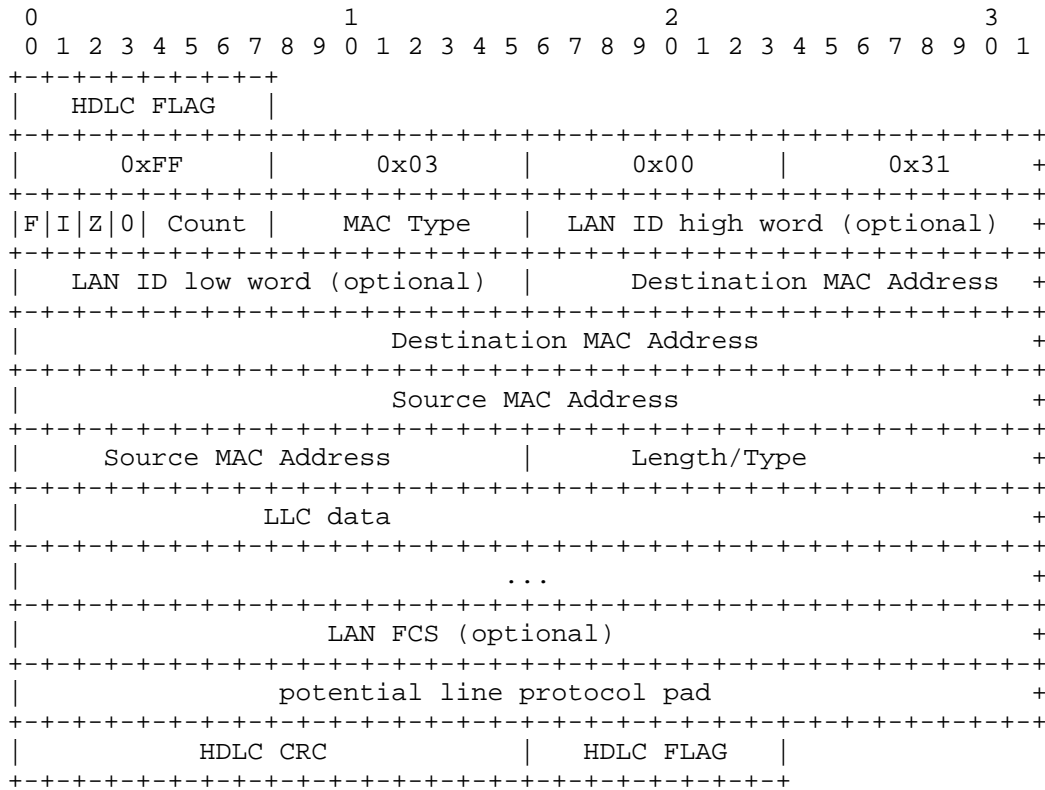 0                   1                   2                   3
 0 1 2 3 4 5 6 7 8 9 0 1 2 3 4 5 6 7 8 9 0 1 2 3 4 5 6 7 8 9 0 1
+-+-+-+-+-+-+-+-+
|   HDLC FLAG   |
+-+-+-+-+-+-+-+-+-+-+-+-+-+-+-+-+-+-+-+-+-+-+-+-+-+-+-+-+-+-+-+-+
|      0xFF     |      0x03     |      0x00     |      0x31     +
+-+-+-+-+-+-+-+-+-+-+-+-+-+-+-+-+-+-+-+-+-+-+-+-+-+-+-+-+-+-+-+-+
|F|I|Z|0| Count |    MAC Type   |  LAN ID high word (optional)  +
+-+-+-+-+-+-+-+-+-+-+-+-+-+-+-+-+-+-+-+-+-+-+-+-+-+-+-+-+-+-+-+-+
|   LAN ID low word (optional)  |      Destination MAC Address  +
+-+-+-+-+-+-+-+-+-+-+-+-+-+-+-+-+-+-+-+-+-+-+-+-+-+-+-+-+-+-+-+-+
|                       Destination MAC Address                 +
+-+-+-+-+-+-+-+-+-+-+-+-+-+-+-+-+-+-+-+-+-+-+-+-+-+-+-+-+-+-+-+-+
|                       Source MAC Address                      +
+-+-+-+-+-+-+-+-+-+-+-+-+-+-+-+-+-+-+-+-+-+-+-+-+-+-+-+-+-+-+-+-+
|     Source MAC Address        |      Length/Type              +
+-+-+-+-+-+-+-+-+-+-+-+-+-+-+-+-+-+-+-+-+-+-+-+-+-+-+-+-+-+-+-+-+
|               LLC data                                        +
+-+-+-+-+-+-+-+-+-+-+-+-+-+-+-+-+-+-+-+-+-+-+-+-+-+-+-+-+-+-+-+-+
|                              ...                              +
+-+-+-+-+-+-+-+-+-+-+-+-+-+-+-+-+-+-+-+-+-+-+-+-+-+-+-+-+-+-+-+-+
|                   LAN FCS (optional)                          +
+-+-+-+-+-+-+-+-+-+-+-+-+-+-+-+-+-+-+-+-+-+-+-+-+-+-+-+-+-+-+-+-+
|                potential line protocol pad                    +
+-+-+-+-+-+-+-+-+-+-+-+-+-+-+-+-+-+-+-+-+-+-+-+-+-+-+-+-+-+-+-+-+
|           HDLC CRC            |   HDLC FLAG   |
+-+-+-+-+-+-+-+-+-+-+-+-+-+-+-+-+-+-+-+-+-+-+-+-+